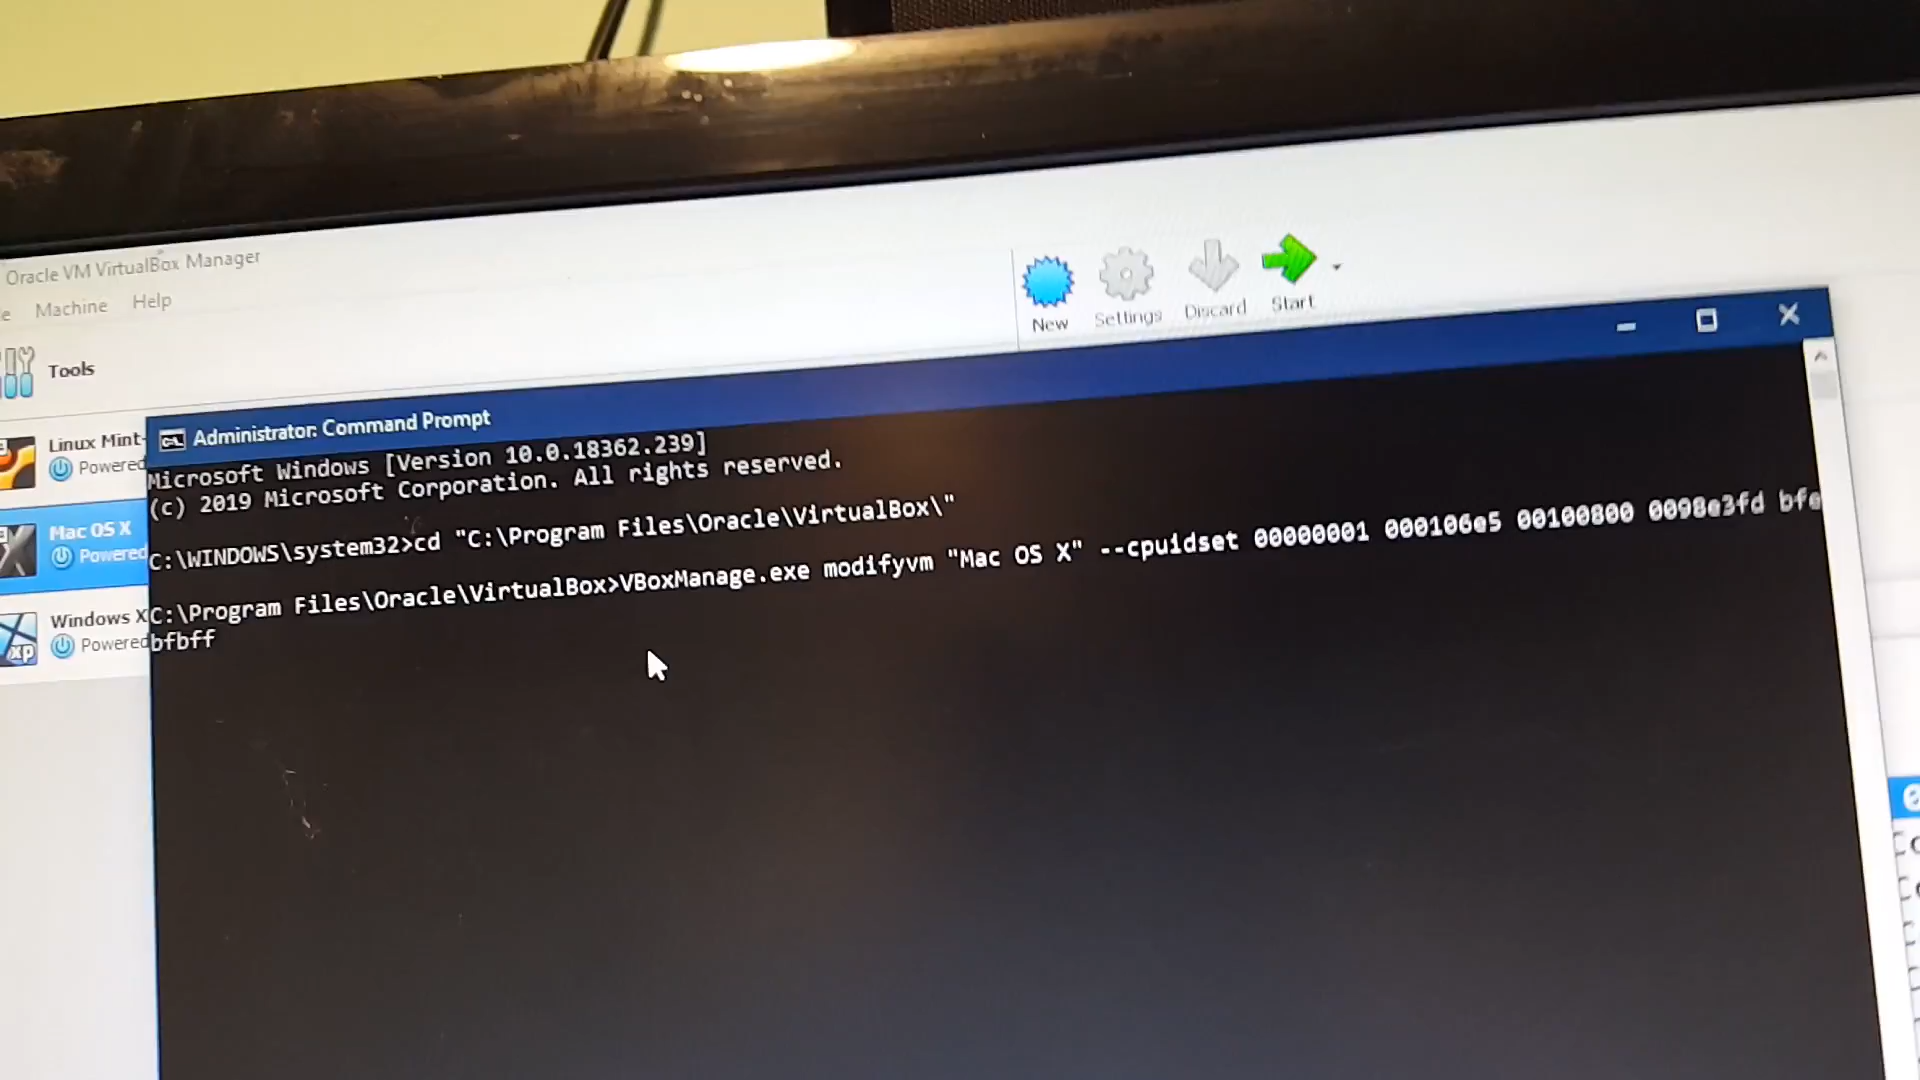 Oracle VM VirtualBox Manager
Machine Help
New Settings Discard Start
Tools
Linux Mint-
Powered
Mac OS X
Powered
Windows X
Powered
xp
Administrator: Command Prompt
Microsoft Windows [Version 10.0.18362.239]
(c) 2019 Microsoft Corporation. All rights reserved.
C:\WINDOWS\system32>cd "C:\Program Files\Oracle\VirtualBox\"
C:\Program Files\Oracle\VirtualBox>VBoxManage.exe modifyvm "Mac OS X" --cpuidset 00000001 000106e5 00100800 0098e3fd bfe
bfbff